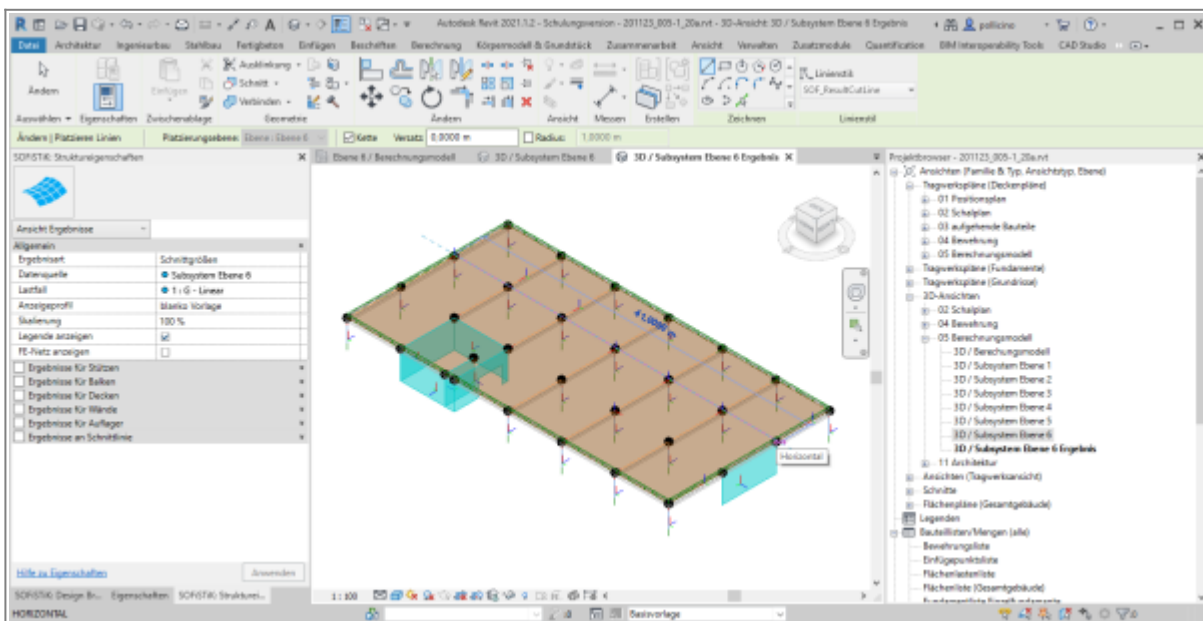 Autodesk Revit 2021.1.2 - Schulungsversion - 201123_005-1_20a.rvt - 3D-Ansicht: 3D / Subsystem Ebene 6 Ergebnis
pollicino
Datei Architektur Ingenieurbau Stahlbau Fertigbeton Einfügen Beschriften Berechnung Körpermodell & Grundstück Zusammenarbeit Ansicht Verwalten Zusatzmodule Quantification BIM Interoperability Tools CAD Studio
Ändern
Einfügen
Ausklinkung
Schnitt
Verbinden
Linienstil:
SOF_ResultCutLine
Auswählen Eigenschaften Zwischenablage Geometrie Ändern Ansicht Messen Erstellen Zeichnen Linienstil
Ändern | Platzieren Linien Platzierungsebene: Ebene : Ebene 6 Kette Versatz: 0,0000 m Radius: 1,0000 m
SOFiSTiK: Struktureigenschaften
Ebene 6 / Berechnungsmodell 3D / Subsystem Ebene 6 3D / Subsystem Ebene 6 Ergebnis
Projektbrowser - 201123_005-1_20a.rvt
Ansicht Ergebnisse
Allgemein
Ergebnisart Schnittgrößen
Datenquelle Subsystem Ebene 6
Lastfall 1 : G - Linear
Anzeigeprofil blanko Vorlage
Skalierung 100 %
Legende anzeigen
FE-Netz anzeigen
Ergebnisse für Stützen
Ergebnisse für Balken
Ergebnisse für Decken
Ergebnisse für Wände
Ergebnisse für Auflager
Ergebnisse an Schnittlinie
Hilfe zu Eigenschaften
Anwenden
SOFiSTiK: Design Br... Eigenschaften SOFiSTiK: Strukturei...
41,0000 m
Horizontal
Ansichten (Familie & Typ, Ansichtstyp, Ebene)
Tragwerkspläne (Deckenpläne)
01 Positionsplan
02 Schalplan
03 aufgehende Bauteile
04 Bewehrung
05 Berechnungsmodell
Tragwerkspläne (Fundamente)
Tragwerkspläne (Grundrisse)
3D-Ansichten
02 Schalplan
04 Bewehrung
05 Berechnungsmodell
3D / Berechungsmodell
3D / Subsystem Ebene 1
3D / Subsystem Ebene 2
3D / Subsystem Ebene 3
3D / Subsystem Ebene 4
3D / Subsystem Ebene 5
3D / Subsystem Ebene 6
3D / Subsystem Ebene 6 Ergebnis
11 Architektur
Ansichten (Tragwerksansicht)
Schnitte
Flächenpläne (Gesamtgebäude)
Legenden
Bauteillisten/Mengen (alle)
Bewehrungsliste
Einfügepunktsliste
Flächenlastenliste
Flächenliste (Gesamtgebäude)
Fundamentliste Einzelfundamente
1 : 100
HORIZONTAL
:0
Basisvorlage
:0